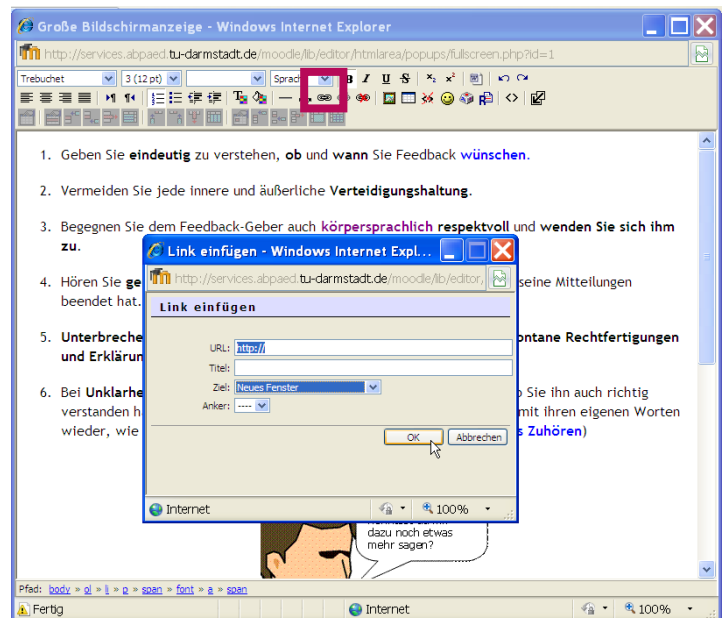 Große Bildschirmanzeige - Windows Internet Explorer
http://services.abpaed.tu-darmstadt.de/moodle/lib/editor/htmlarea/popups/fullscreen.php?id=1
Trebuchet 3 (12 pt) Sprach B I U S x₂ x²
1. Geben Sie eindeutig zu verstehen, ob und wann Sie Feedback wünschen.
2. Vermeiden Sie jede innere und äußerliche Verteidigungshaltung.
3. Begegnen Sie dem Feedback-Geber auch körpersprachlich respektvoll und wenden Sie sich ihm
zu.
4. Hören Sie ge seine Mitteilungen
beendet hat.
5. Unterbreche ontane Rechtfertigungen
und Erklärun
6. Bei Unklarhe Sie ihn auch richtig
verstanden h mit ihren eigenen Worten
wieder, wie s Zuhören)
Link einfügen - Windows Internet Expl...
http://services.abpaed.tu-darmstadt.de/moodle/lib/editor/
Link einfügen
URL: http://
Titel:
Ziel: Neues Fenster
Anker: ----
OK Abbrechen
Internet 100%
dazu noch etwas
mehr sagen?
Pfad: body » ol » li » p » span » font » a » span
Fertig Internet 100%